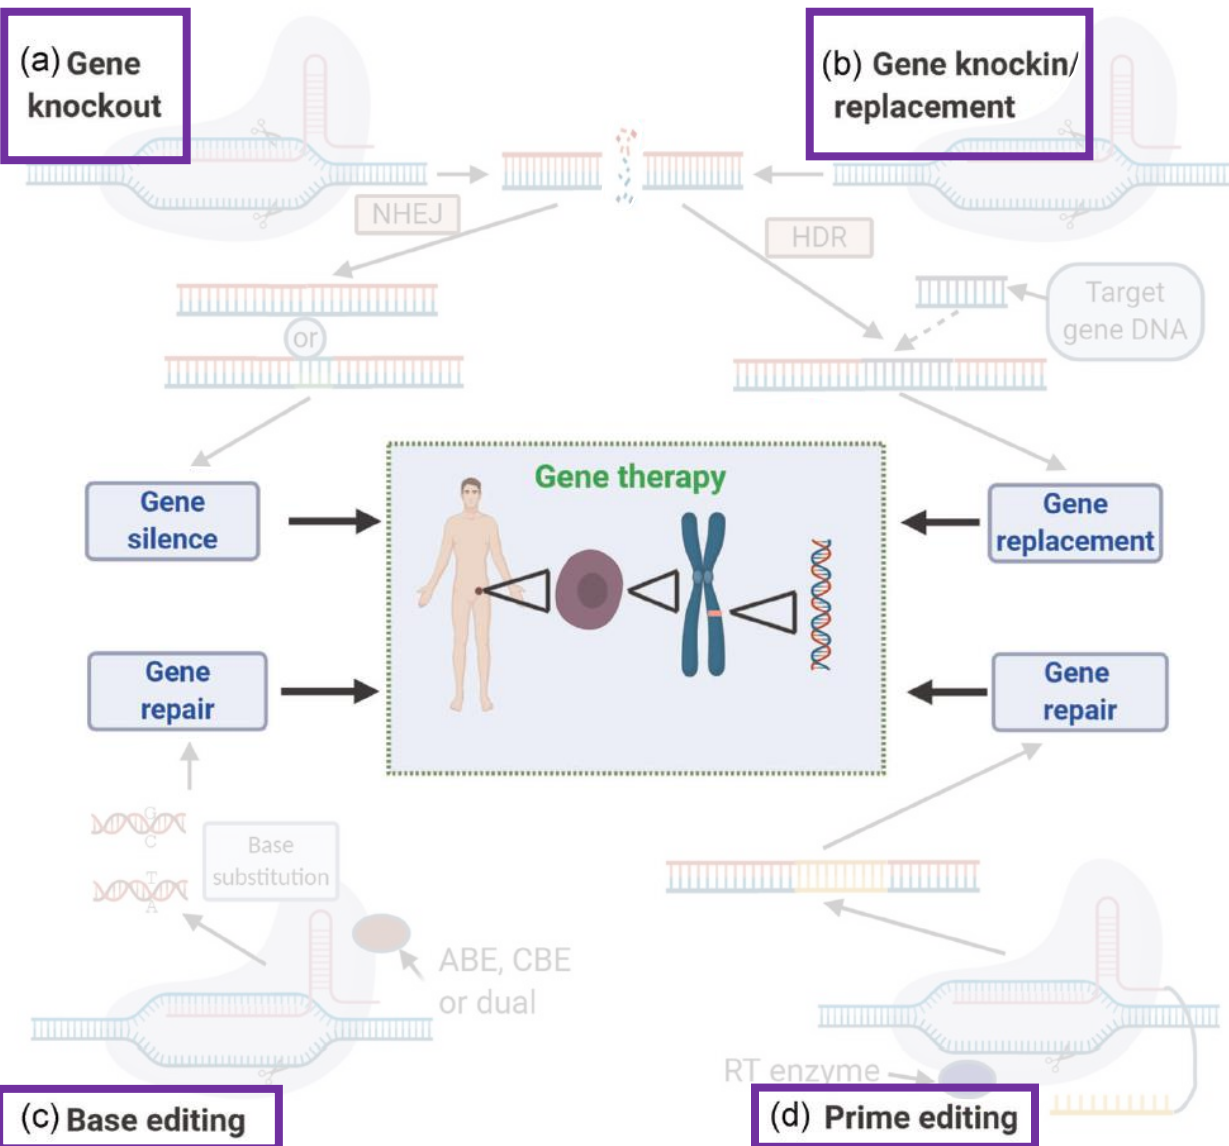 (a) Gene
knockout
(b) Gene knockin/
replacement
NHEJ
HDR
Target
gene DNA
or
Gene therapy
Gene
silence
Gene
replacement
Gene
repair
Gene
repair
G
C
T
A
Base
substitution
ABE, CBE
or dual
RT enzyme
(c) Base editing
(d) Prime editing